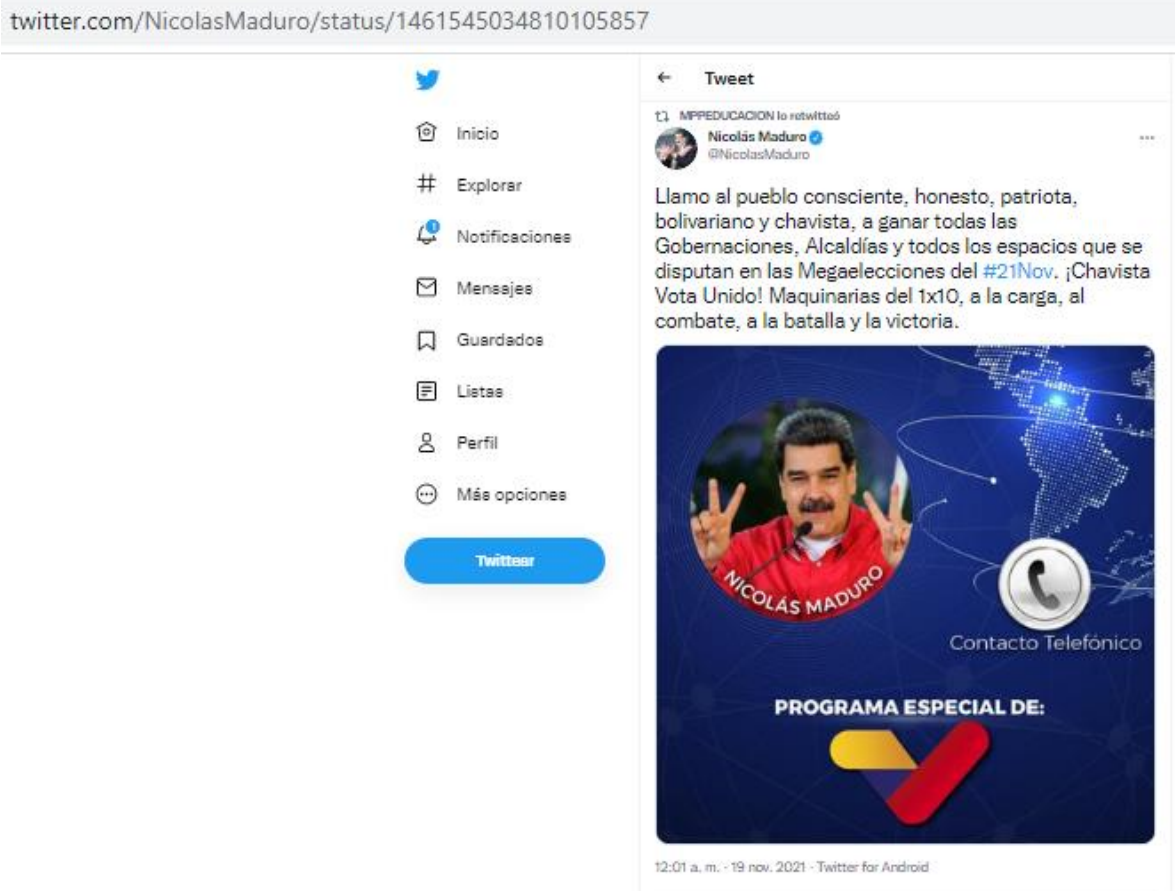 twitter.com/NicolasMaduro/status/1461545034810105857
Inicio
Explorar
1
Notificaciones
Mensajes
Guardados
Listas
Perfil
Más opciones
Twittear
Tweet
MPPEDUCACION lo retwitteó
Nicolás Maduro
@NicolasMaduro
Llamo al pueblo consciente, honesto, patriota,
bolivariano y chavista, a ganar todas las
Gobernaciones, Alcaldías y todos los espacios que se
disputan en las Megaelecciones del #21Nov. ¡Chavista
Vota Unido! Maquinarias del 1x10, a la carga, al
combate, a la batalla y la victoria.
NICOLÁS MADURO
Contacto Telefónico
PROGRAMA ESPECIAL DE:
12:01 a. m. · 19 nov. 2021 · Twitter for Android